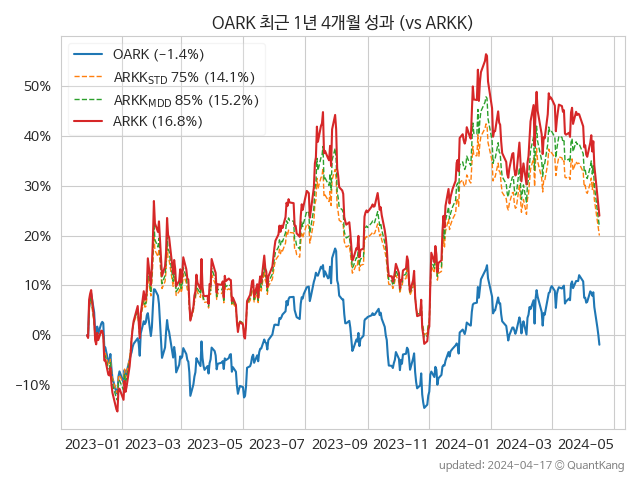 OARK 최근 1년 4개월 성과 (vs ARKK)
OARK (−1.4%)
ARKK_STD 75% (14.1%)
ARKK_MDD 85% (15.2%)
ARKK (16.8%)
50%
40%
30%
20%
10%
0%
−10%
2023-01 2023-03 2023-05 2023-07 2023-09 2023-11 2024-01 2024-03 2024-05
updated: 2024-04-17 © QuantKang